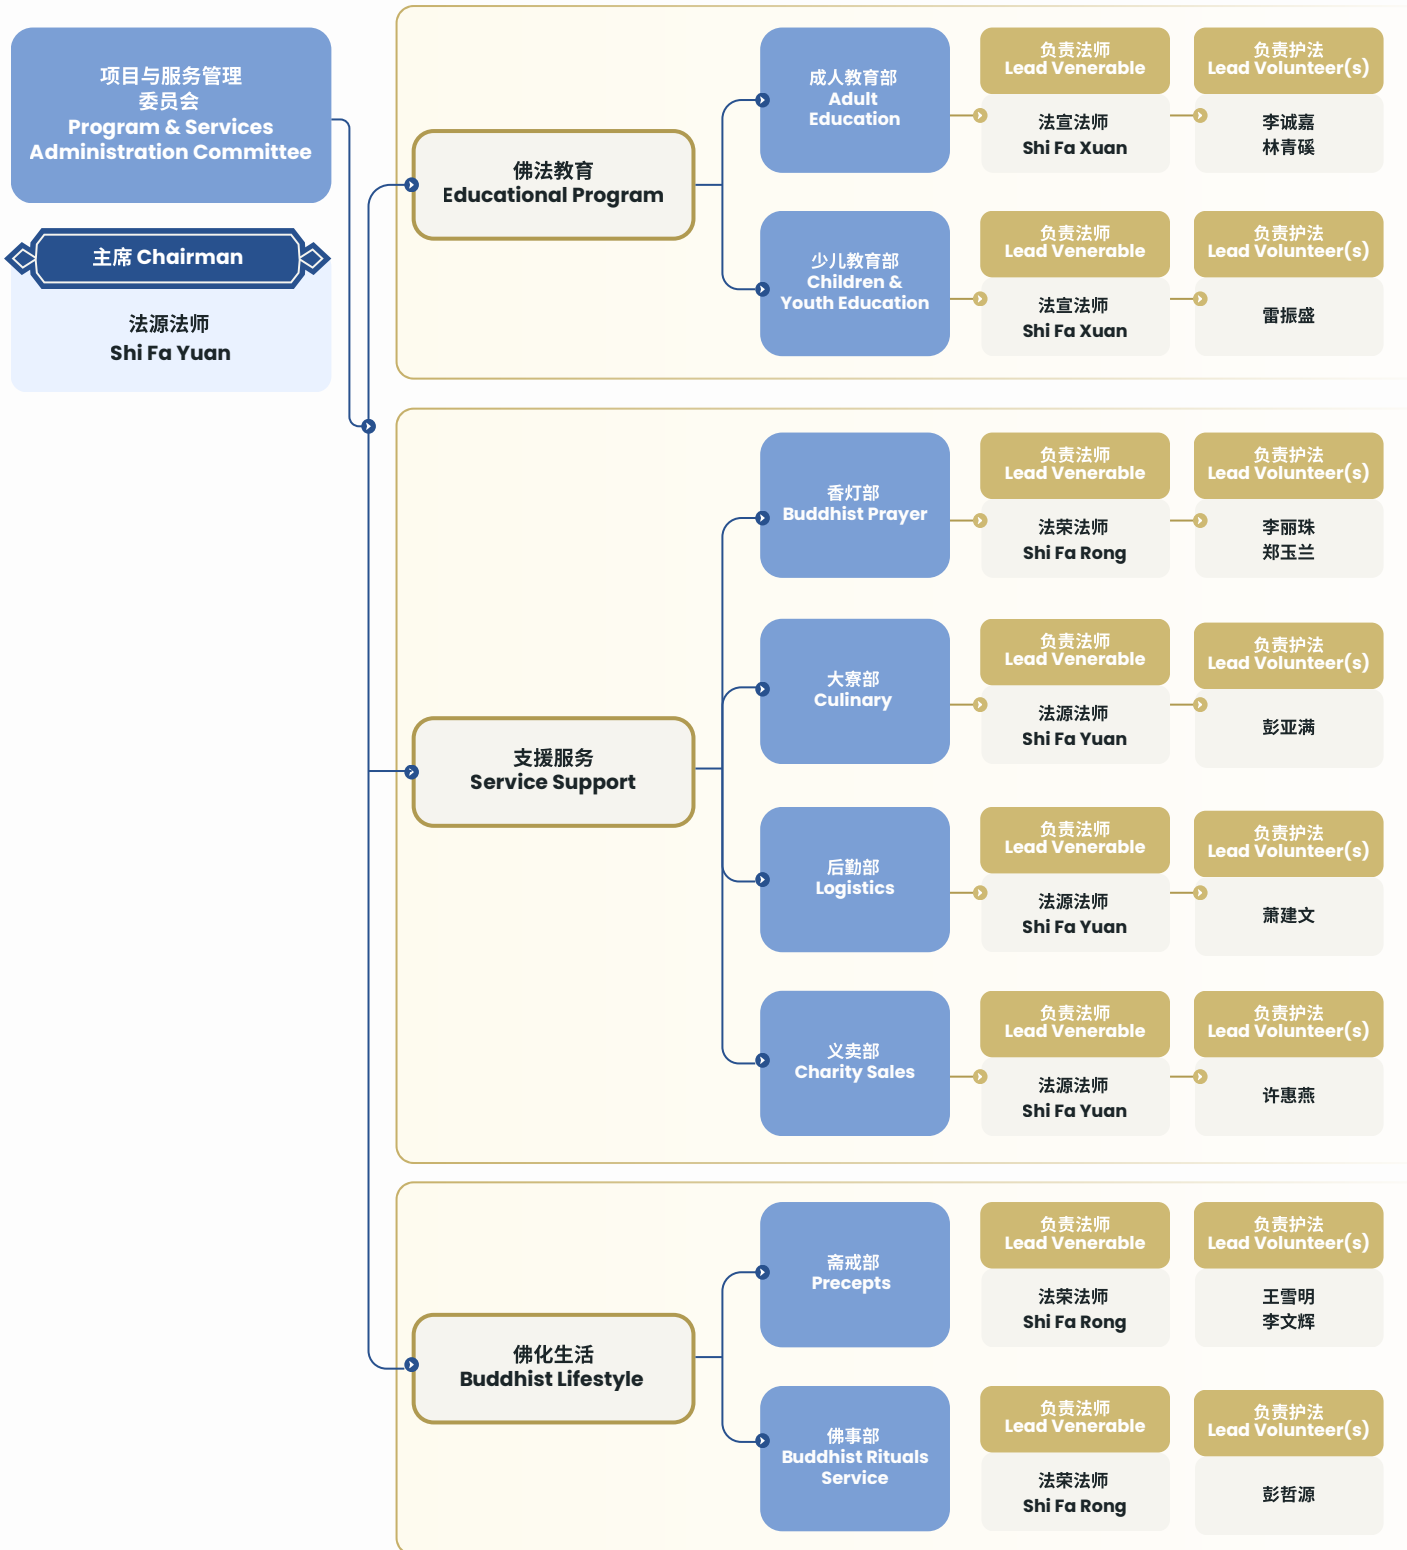 项目与服务管理
委员会
Program & Services
Administration Committee
主席 Chairman
法源法师
Shi Fa Yuan
佛法教育
Educational Program
成人教育部
Adult
Education
负责法师
Lead Venerable
法宣法师
Shi Fa Xuan
负责护法
Lead Volunteer(s)
李诚嘉
林青磎
少儿教育部
Children &
Youth Education
负责法师
Lead Venerable
法宣法师
Shi Fa Xuan
负责护法
Lead Volunteer(s)
雷振盛
支援服务
Service Support
香灯部
Buddhist Prayer
负责法师
Lead Venerable
法荣法师
Shi Fa Rong
负责护法
Lead Volunteer(s)
李丽珠
郑玉兰
大寮部
Culinary
负责法师
Lead Venerable
法源法师
Shi Fa Yuan
负责护法
Lead Volunteer(s)
彭亚满
后勤部
Logistics
负责法师
Lead Venerable
法源法师
Shi Fa Yuan
负责护法
Lead Volunteer(s)
萧建文
义卖部
Charity Sales
负责法师
Lead Venerable
法源法师
Shi Fa Yuan
负责护法
Lead Volunteer(s)
许惠燕
佛化生活
Buddhist Lifestyle
斋戒部
Precepts
负责法师
Lead Venerable
法荣法师
Shi Fa Rong
负责护法
Lead Volunteer(s)
王雪明
李文辉
佛事部
Buddhist Rituals
Service
负责法师
Lead Venerable
法荣法师
Shi Fa Rong
负责护法
Lead Volunteer(s)
彭哲源